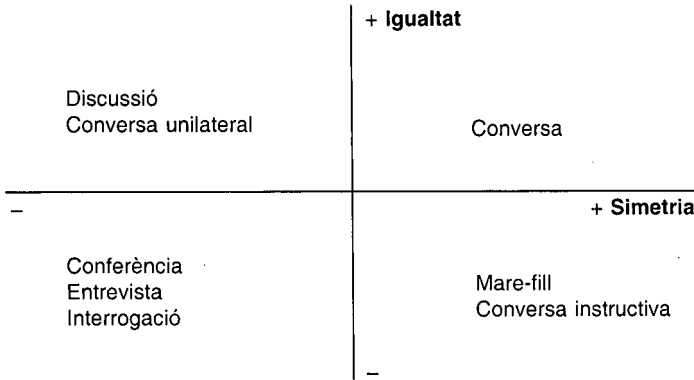 + Igualtat
Discussió
Conversa unilateral
Conversa
–
+ Simetria
Conferència
Entrevista
Interrogació
Mare-fill
Conversa instructiva
–